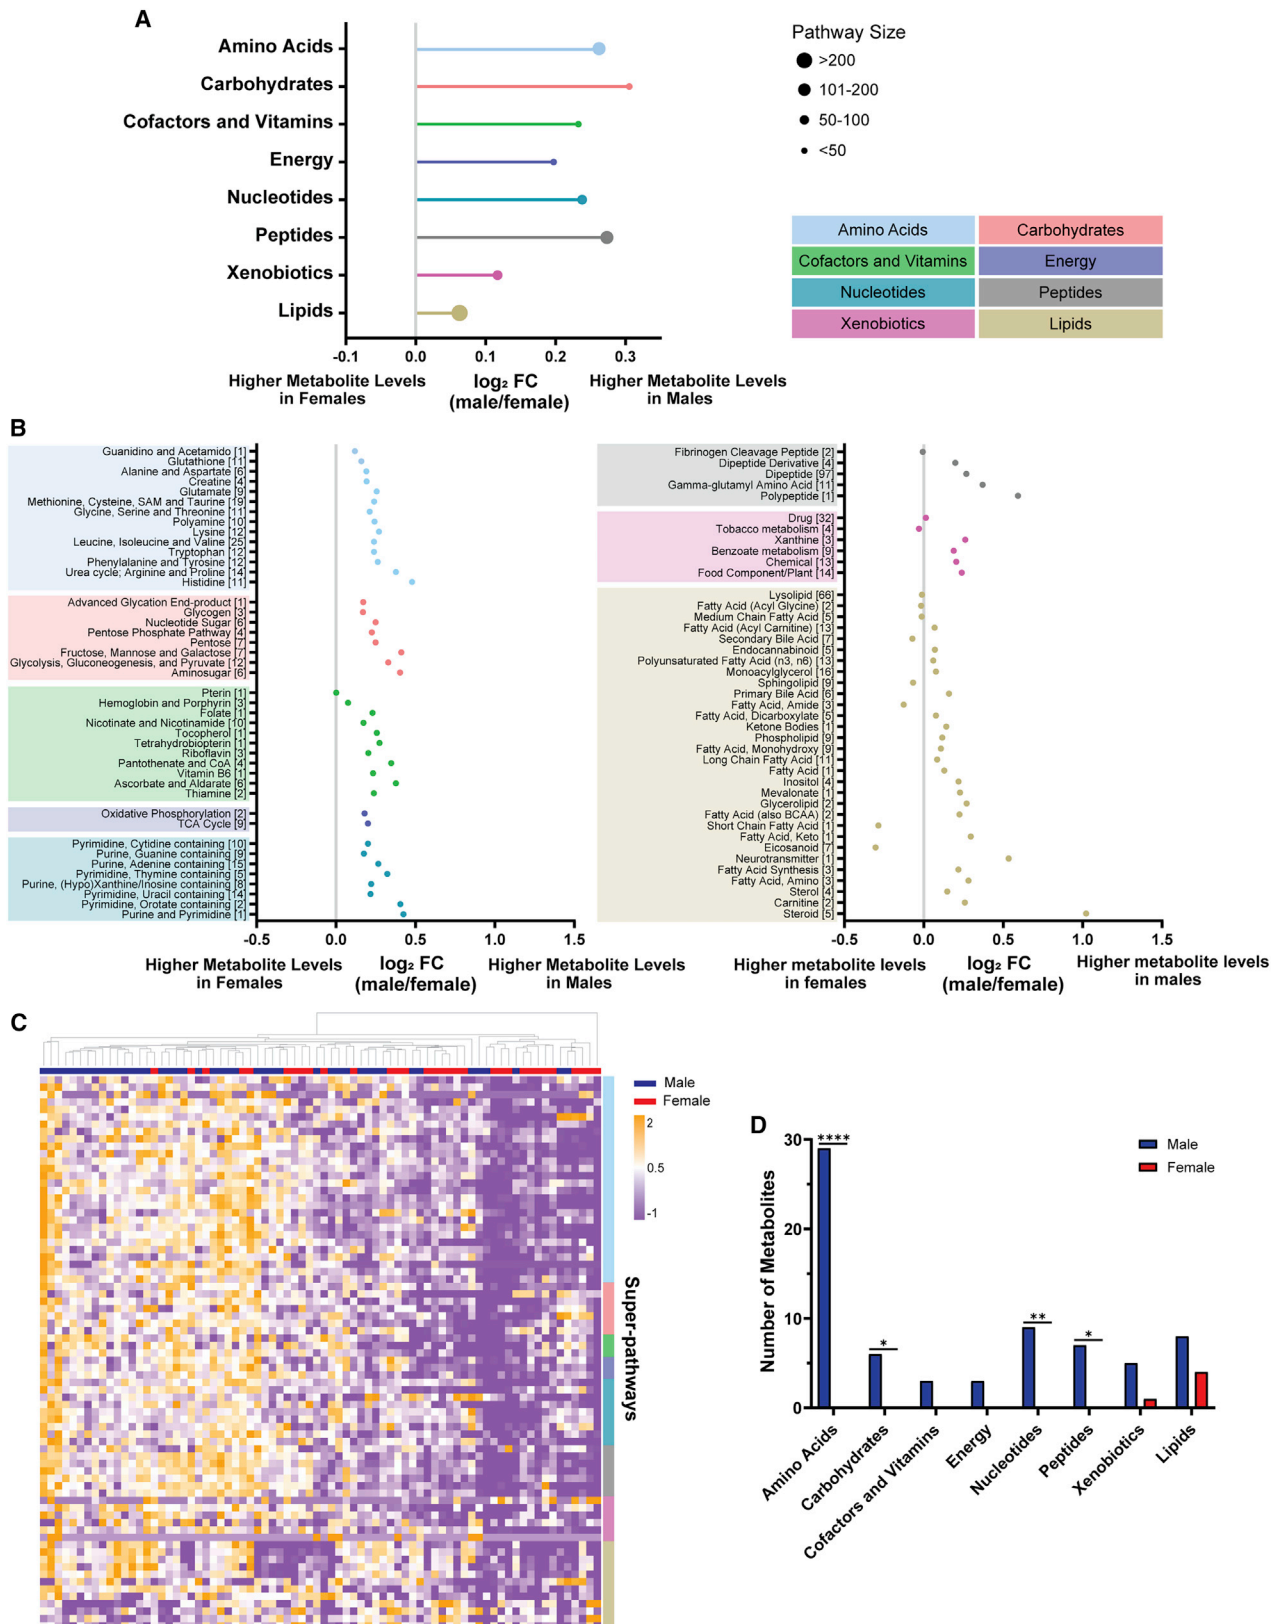 A
Amino Acids
Carbohydrates
Cofactors and Vitamins
Energy
Nucleotides
Peptides
Xenobiotics
Lipids
-0.1 0.0 0.1 0.2 0.3
Higher Metabolite Levels
in Females
log₂ FC
(male/female)
Higher Metabolite Levels
in Males
Pathway Size
>200
101-200
50-100
<50
Amino Acids Carbohydrates
Cofactors and Vitamins Energy
Nucleotides Peptides
Xenobiotics Lipids
B
Guanidino and Acetamido [1]
Glutathione [11]
Alanine and Aspartate [6]
Creatine [4]
Glutamate [9]
Methionine, Cysteine, SAM and Taurine [19]
Glycine, Serine and Threonine [11]
Polyamine [10]
Lysine [12]
Leucine, Isoleucine and Valine [25]
Tryptophan [12]
Phenylalanine and Tyrosine [12]
Urea cycle; Arginine and Proline [14]
Histidine [11]
Advanced Glycation End-product [1]
Glycogen [3]
Nucleotide Sugar [6]
Pentose Phosphate Pathway [4]
Pentose [7]
Fructose, Mannose and Galactose [7]
Glycolysis, Gluconeogenesis, and Pyruvate [12]
Aminosugar [6]
Pterin [1]
Hemoglobin and Porphyrin [3]
Folate [1]
Nicotinate and Nicotinamide [10]
Tocopherol [1]
Tetrahydrobiopterin [1]
Riboflavin [3]
Pantothenate and CoA [4]
Vitamin B6 [1]
Ascorbate and Aldarate [6]
Thiamine [2]
Oxidative Phosphorylation [2]
TCA Cycle [9]
Pyrimidine, Cytidine containing [10]
Purine, Guanine containing [9]
Purine, Adenine containing [15]
Pyrimidine, Thymine containing [5]
Purine, (Hypo)Xanthine/Inosine containing [8]
Pyrimidine, Uracil containing [14]
Pyrimidine, Orotate containing [2]
Purine and Pyrimidine [1]
-0.5 0.0 0.5 1.0 1.5
Higher Metabolite Levels
in Females
log₂ FC
(male/female)
Higher Metabolite Levels
in Males
Fibrinogen Cleavage Peptide [2]
Dipeptide Derivative [4]
Dipeptide [97]
Gamma-glutamyl Amino Acid [11]
Polypeptide [1]
Drug [32]
Tobacco metabolism [4]
Xanthine [3]
Benzoate metabolism [9]
Chemical [13]
Food Component/Plant [14]
Lysolipid [66]
Fatty Acid (Acyl Glycine) [2]
Medium Chain Fatty Acid [5]
Fatty Acid (Acyl Carnitine) [13]
Secondary Bile Acid [7]
Endocannabinoid [5]
Polyunsaturated Fatty Acid (n3, n6) [13]
Monoacylglycerol [16]
Sphingolipid [9]
Primary Bile Acid [6]
Fatty Acid, Amide [3]
Fatty Acid, Dicarboxylate [5]
Ketone Bodies [1]
Phospholipid [9]
Fatty Acid, Monohydroxy [9]
Long Chain Fatty Acid [11]
Fatty Acid [1]
Inositol [4]
Mevalonate [1]
Glycerolipid [2]
Fatty Acid (also BCAA) [2]
Short Chain Fatty Acid [1]
Fatty Acid, Keto [1]
Eicosanoid [7]
Neurotransmitter [1]
Fatty Acid Synthesis [3]
Fatty Acid, Amino [3]
Sterol [4]
Carnitine [2]
Steroid [5]
-0.5 0.0 0.5 1.0 1.5
Higher metabolite levels
in females
log₂ FC
(male/female)
Higher metabolite levels
in males
C
Male
Female
2
0.5
-1
Super-pathways
D
Number of Metabolites
30
20
10
0
****
*
**
*
Male
Female
Amino Acids
Carbohydrates
Cofactors and Vitamins
Energy
Nucleotides
Peptides
Xenobiotics
Lipids